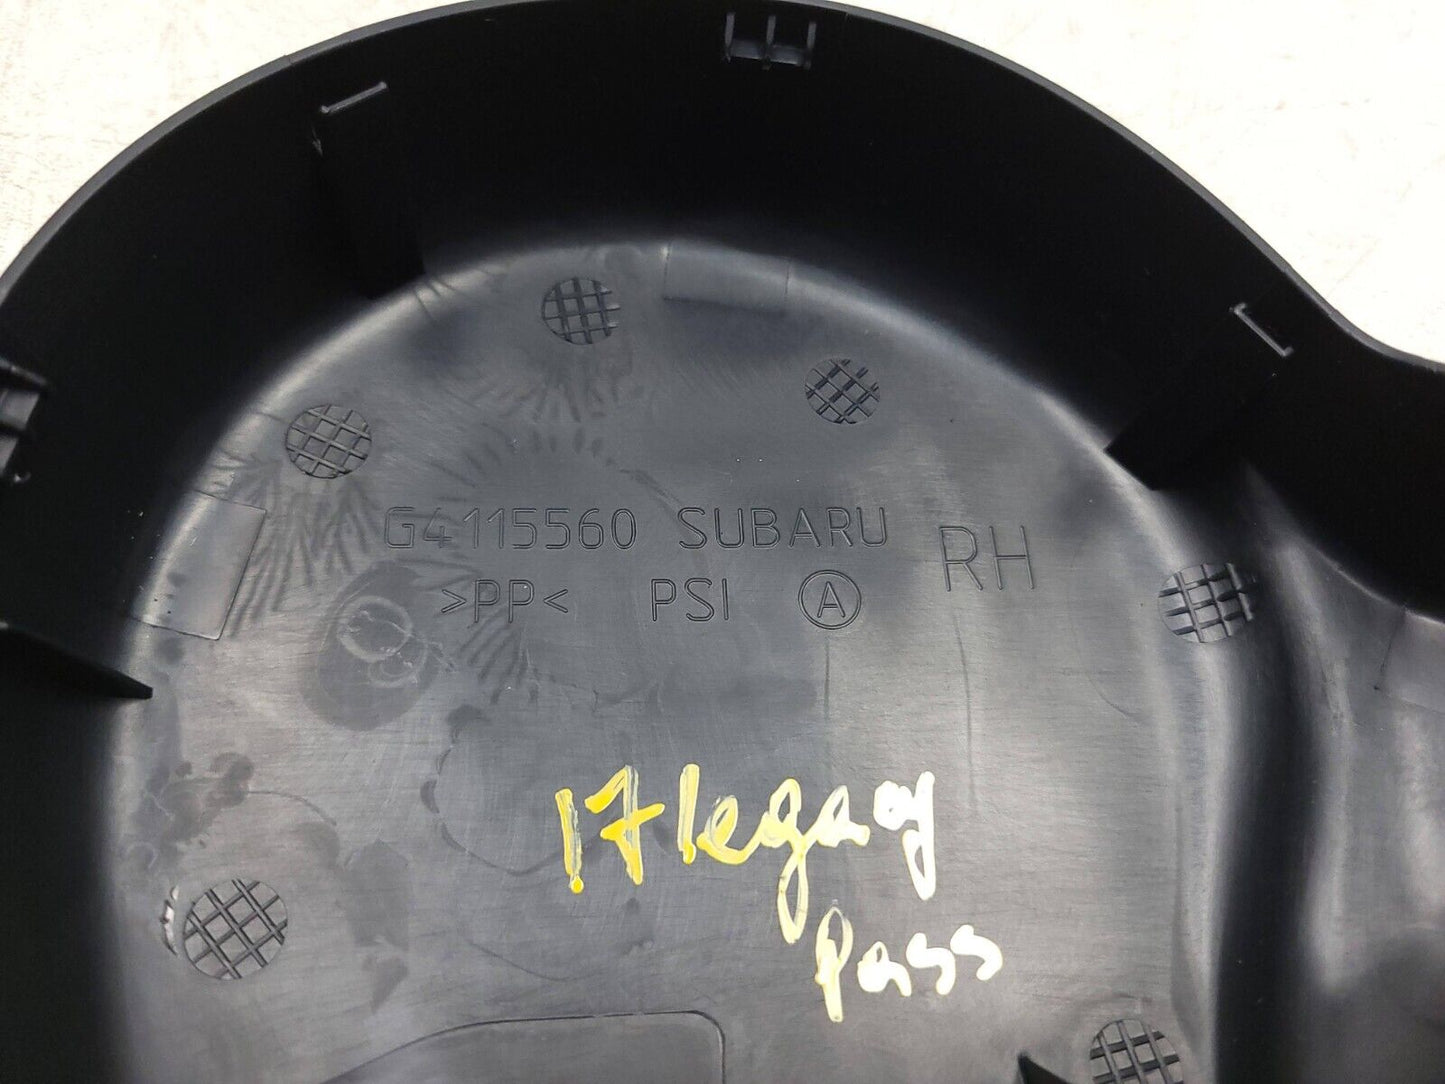 G4115560 SUBARU RH
>PP< PSI A
17 legacy
Pass